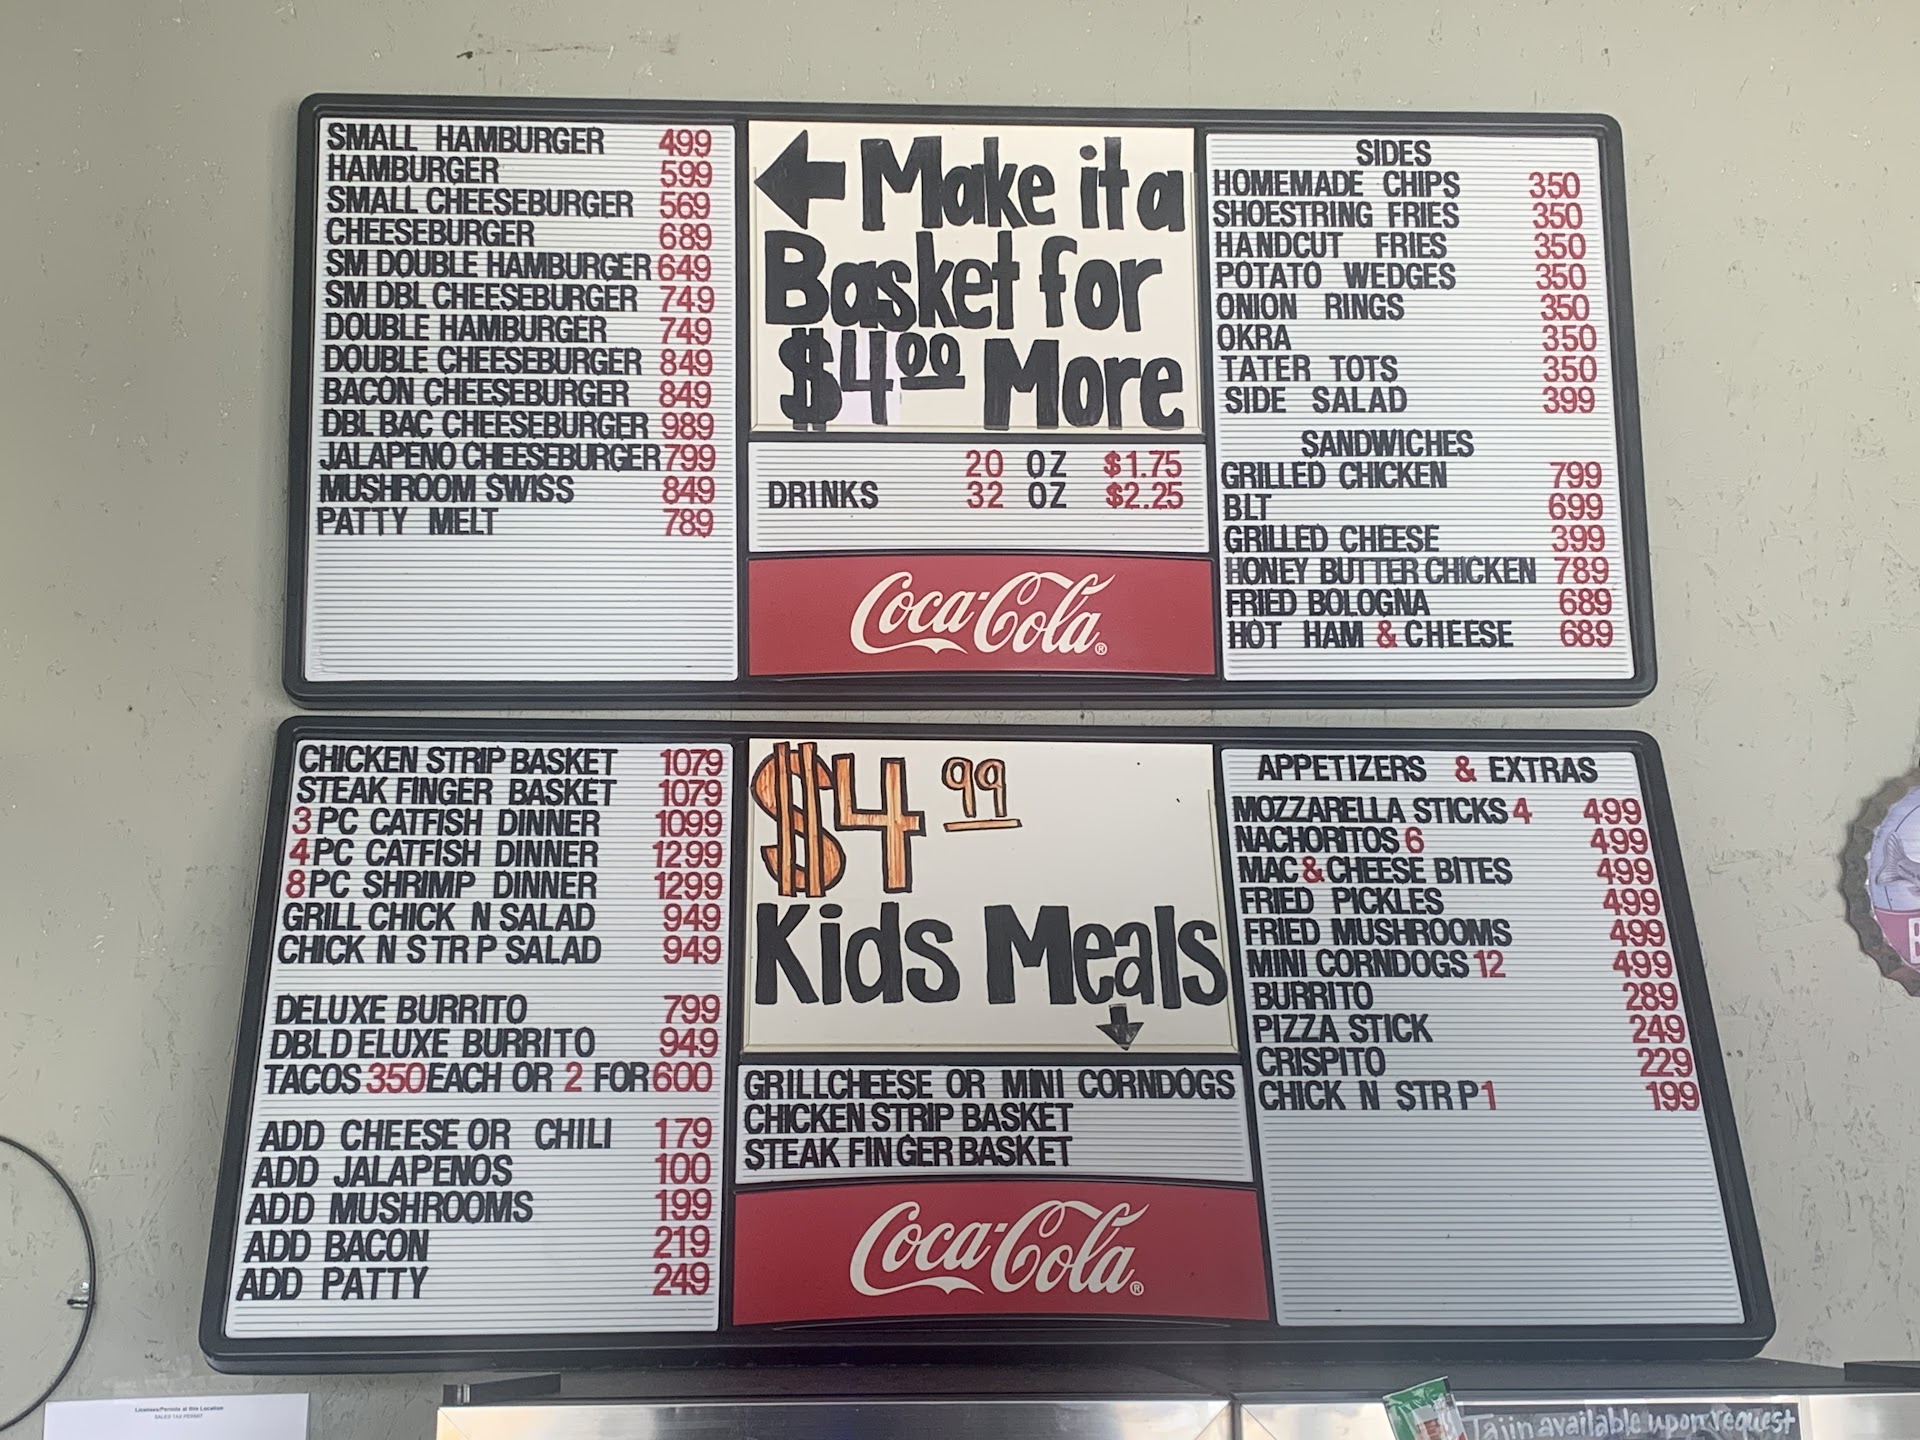 SMALL HAMBURGER 499
HAMBURGER 599
SMALL CHEESEBURGER 569
CHEESEBURGER 689
SM DOUBLE HAMBURGER 649
SM DBL CHEESEBURGER 749
DOUBLE HAMBURGER 749
DOUBLE CHEESEBURGER 849
BACON CHEESEBURGER 849
DBL BAC CHEESEBURGER 989
JALAPENO CHEESEBURGER 799
MUSHROOM SWISS 849
PATTY MELT 789
Make it a
Basket for
$4.00 More
20 OZ $1.75
DRINKS 32 OZ $2.25
Coca-Cola®
SIDES
HOMEMADE CHIPS 350
SHOESTRING FRIES 350
HANDCUT FRIES 350
POTATO WEDGES 350
ONION RINGS 350
OKRA 350
TATER TOTS 350
SIDE SALAD 399
SANDWICHES
GRILLED CHICKEN 799
BLT 699
GRILLED CHEESE 399
HONEY BUTTER CHICKEN 789
FRIED BOLOGNA 689
HOT HAM & CHEESE 689
CHICKEN STRIP BASKET 1079
STEAK FINGER BASKET 1079
3 PC CATFISH DINNER 1099
4 PC CATFISH DINNER 1299
8 PC SHRIMP DINNER 1299
GRILL CHICK N SALAD 949
CHICK N STR P SALAD 949
DELUXE BURRITO 799
DBL DELUXE BURRITO 949
TACOS 350 EACH OR 2 FOR 600
ADD CHEESE OR CHILI 179
ADD JALAPENOS 100
ADD MUSHROOMS 199
ADD BACON 219
ADD PATTY 249
$4 99
Kids Meals
GRILLCHEESE OR MINI CORNDOGS
CHICKEN STRIP BASKET
STEAK FINGER BASKET
Coca-Cola®
APPETIZERS & EXTRAS
MOZZARELLA STICKS 4 499
NACHORITOS 6 499
MAC & CHEESE BITES 499
FRIED PICKLES 499
FRIED MUSHROOMS 499
MINI CORNDOGS 12 499
BURRITO 289
PIZZA STICK 249
CRISPITO 229
CHICK N STR P 1 199
Licenses/Permits at this Location
SALES TAX PERMIT
Tajin available upon request